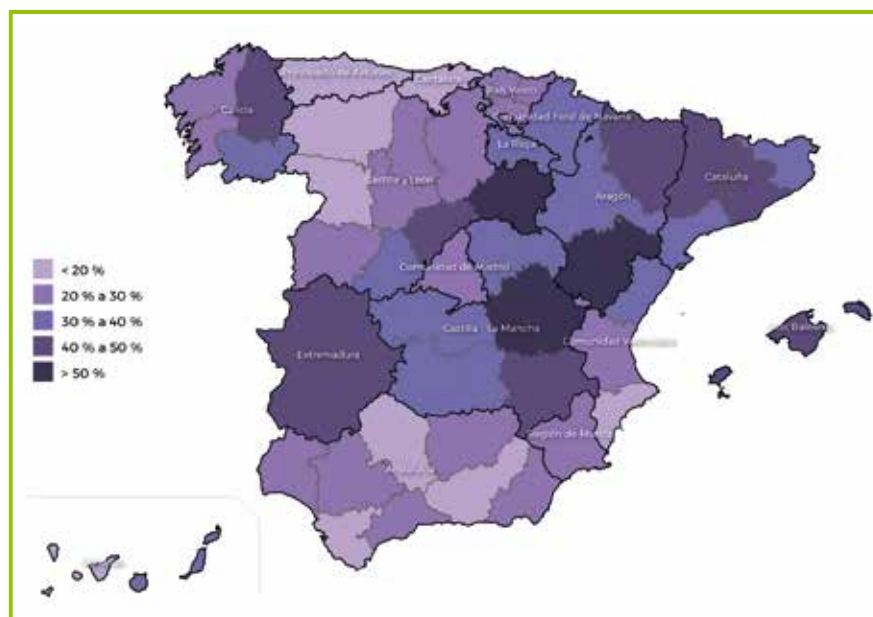 Galicia
Cantabria
País Vasco
Comunidad Foral de Navarra
La Rioja
Castilla y León
Aragón
Cataluña
Comunidad de Madrid
Castilla - La Mancha
Extremadura
Comunidad Valenciana
Región de Murcia
Andalucía
< 20 %
20 % a 30 %
30 % a 40 %
40 % a 50 %
> 50 %